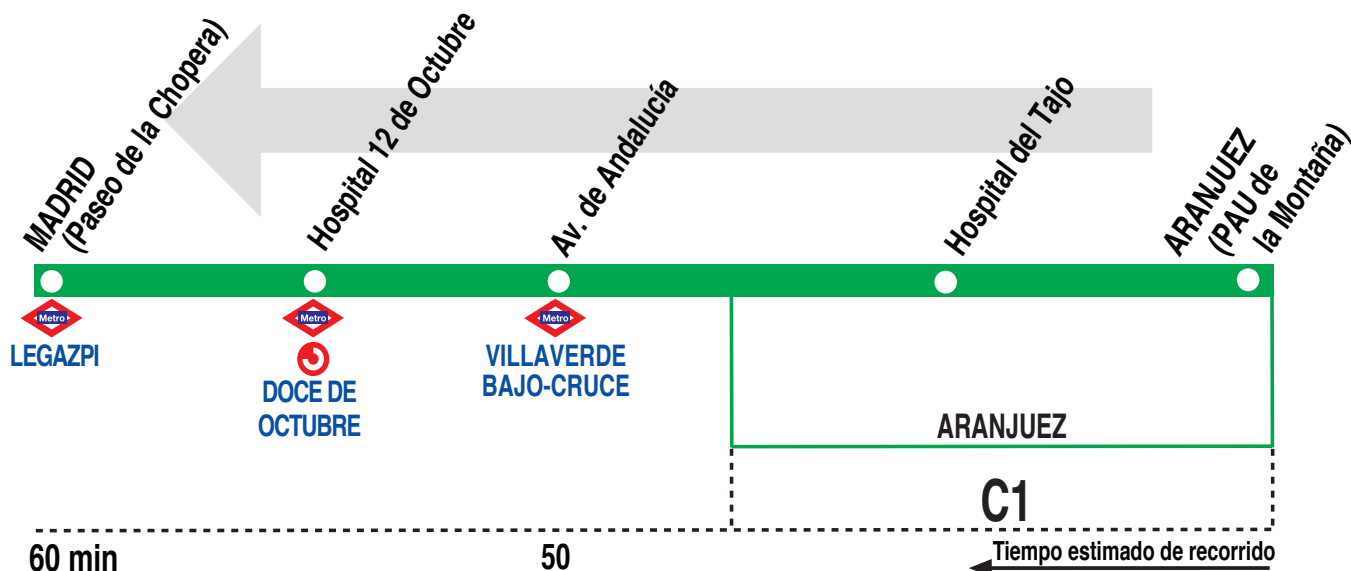 MADRID
(Paseo de la Chopera)
Hospital 12 de Octubre
Av. de Andalucía
Hospital del Tajo
ARANJUEZ
(PAU de
la Montaña)
Metro
LEGAZPI
Metro
DOCE DE
OCTUBRE
Metro
VILLAVERDE
BAJO-CRUCE
ARANJUEZ
C1
60 min
50
Tiempo estimado de recorrido